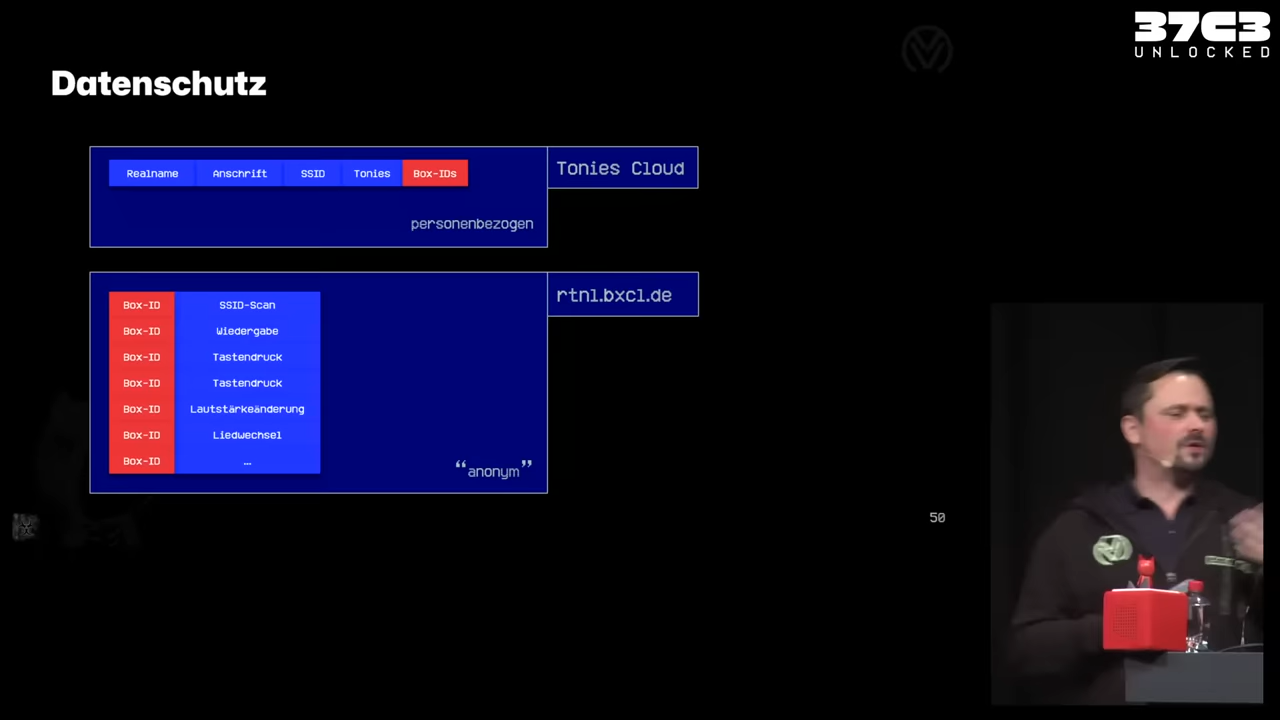 37C3
UNLOCKED
Datenschutz
Realname Anschrift SSID Tonies Box-IDs
Tonies Cloud
personenbezogen
rtnl.bxcl.de
Box-ID SSID-Scan
Box-ID Wiedergabe
Box-ID Tastendruck
Box-ID Tastendruck
Box-ID Lautstärkeänderung
Box-ID Liedwechsel
Box-ID ...
“anonym”
50